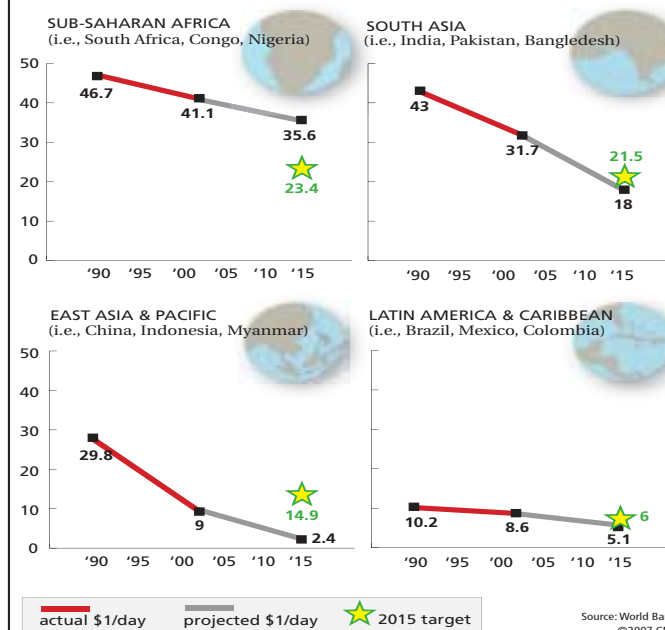 SUB-SAHARAN AFRICA
(i.e., South Africa, Congo, Nigeria)
50
40
30
20
10
0
46.7
41.1
35.6
23.4
‘90 ‘95 ‘00 ‘05 ‘10 ‘15
SOUTH ASIA
(i.e., India, Pakistan, Bangledesh)
43
31.7
21.5
18
‘90 ‘95 ‘00 ‘05 ‘10 ‘15
EAST ASIA & PACIFIC
(i.e., China, Indonesia, Myanmar)
50
40
30
20
10
0
29.8
9
14.9
2.4
‘90 ‘95 ‘00 ‘05 ‘10 ‘15
LATIN AMERICA & CARIBBEAN
(i.e., Brazil, Mexico, Colombia)
10.2
8.6
6
5.1
‘90 ‘95 ‘00 ‘05 ‘10 ‘15
actual $1/day projected $1/day 2015 target
Source: World Ba
©2007